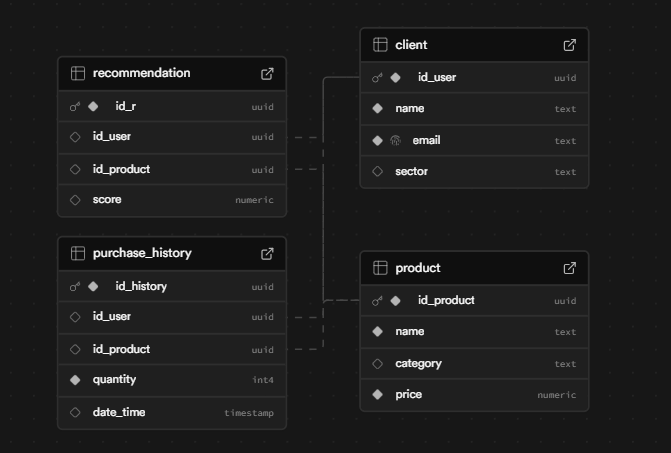 recommendation
id_r uuid
id_user uuid
id_product uuid
score numeric
purchase_history
id_history uuid
id_user uuid
id_product uuid
quantity int4
date_time timestamp
client
id_user uuid
name text
email text
sector text
product
id_product uuid
name text
category text
price numeric